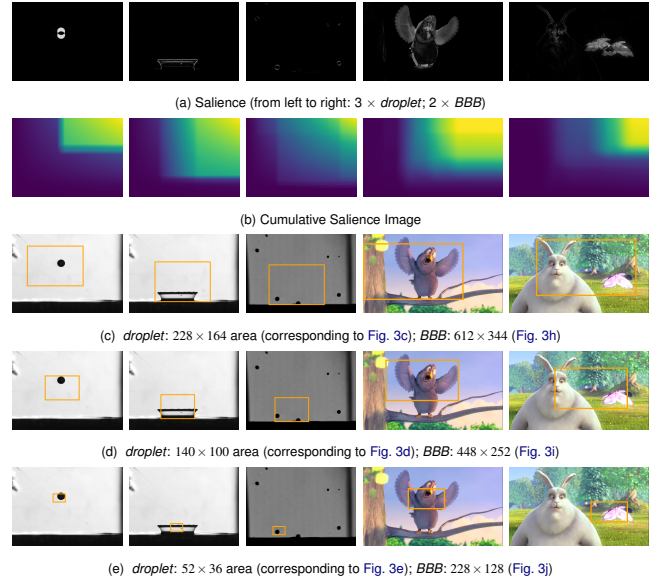 (a) Salience (from left to right: 3 × droplet; 2 × BBB)
(b) Cumulative Salience Image
(c) droplet: 228 × 164 area (corresponding to Fig. 3c); BBB: 612 × 344 (Fig. 3h)
(d) droplet: 140 × 100 area (corresponding to Fig. 3d); BBB: 448 × 252 (Fig. 3i)
(e) droplet: 52 × 36 area (corresponding to Fig. 3e); BBB: 228 × 128 (Fig. 3j)